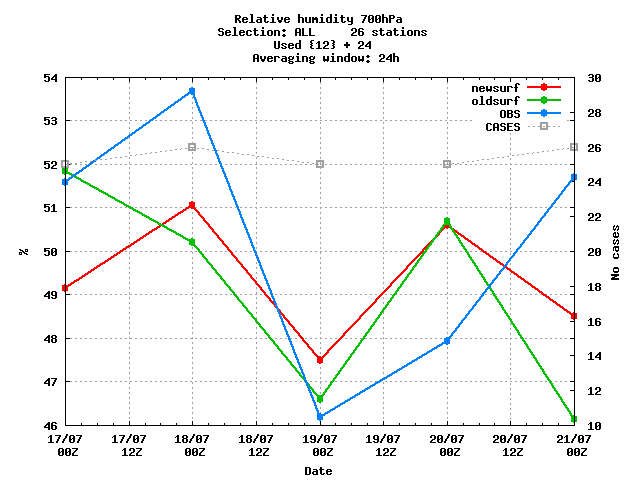 Relative humidity 700hPa
Selection: ALL     26 stations
Used {12} + 24
Averaging window: 24h
newsurf
oldsurf
OBS
CASES
54
53
52
51
50
49
48
47
46
%
30
28
26
24
22
20
18
16
14
12
10
No cases
17/07 17/07 18/07 18/07 19/07 19/07 20/07 20/07 21/07
00Z 12Z 00Z 12Z 00Z 12Z 00Z 12Z 00Z
Date